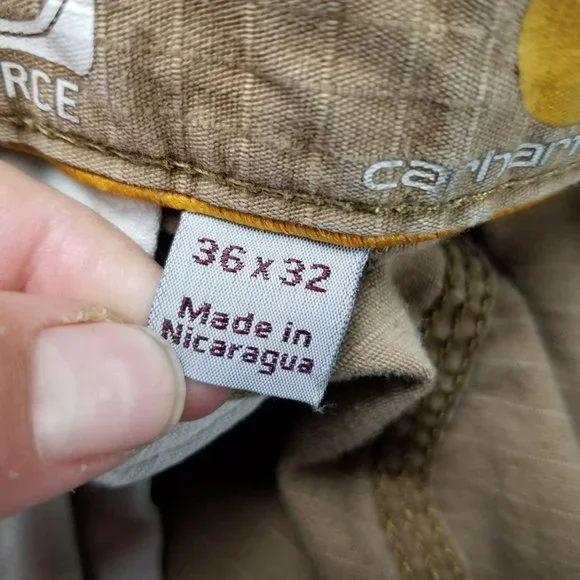 RCE
carhart
36 x 32
Made in
Nicaragua